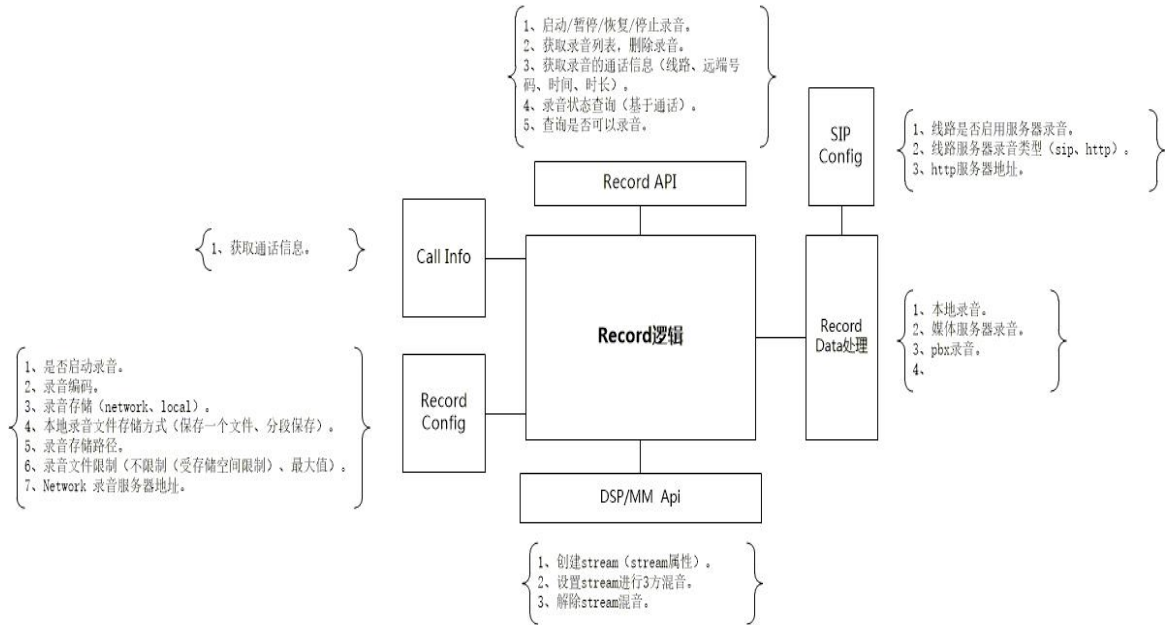 1、启动/暂停/恢复/停止录音。
2、获取录音列表，删除录音。
3、获取录音的通话信息（线路、远端号
码、时间、时长）。
4、录音状态查询（基于通话）。
5、查询是否可以录音。
SIP
Config
1、线路是否启用服务器录音。
2、线路服务器录音类型（sip、http）。
3、http服务器地址。
Record API
1、获取通话信息。
Call Info
Record逻辑
Record
Data处理
1、本地录音。
2、媒体服务器录音。
3、pbx录音。
4、
1、是否启动录音。
2、录音编码。
3、录音存储（network、local）。
4、本地录音文件存储方式（保存一个文件、分段保存）。
5、录音存储路径。
6、录音文件限制（不限制（受存储空间限制）、最大值）。
7、Network 录音服务器地址。
Record
Config
DSP/MM Api
1、创建stream（stream属性）。
2、设置stream进行3方混音。
3、解除stream混音。